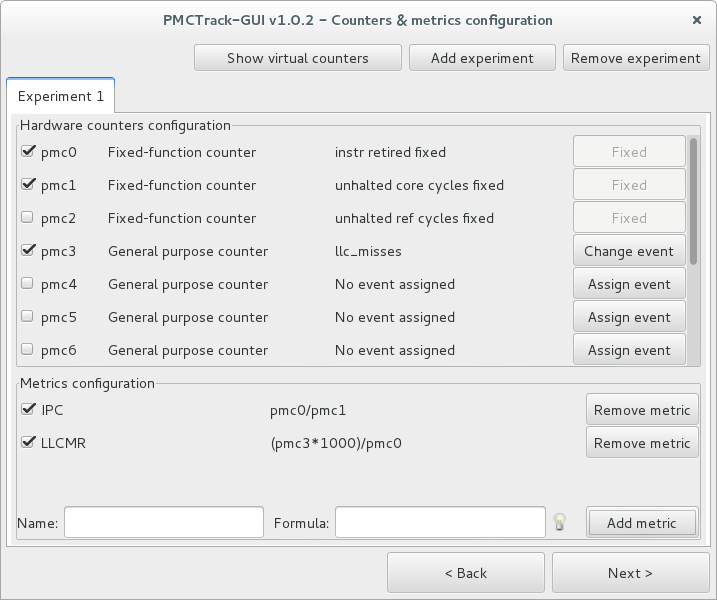 PMCTrack-GUI v1.0.2 - Counters & metrics configuration ×
Show virtual counters Add experiment Remove experiment
Experiment 1
Hardware counters configuration
pmc0 Fixed-function counter instr retired fixed Fixed
pmc1 Fixed-function counter unhalted core cycles fixed Fixed
pmc2 Fixed-function counter unhalted ref cycles fixed Fixed
pmc3 General purpose counter llc_misses Change event
pmc4 General purpose counter No event assigned Assign event
pmc5 General purpose counter No event assigned Assign event
pmc6 General purpose counter No event assigned Assign event
Metrics configuration
IPC pmc0/pmc1 Remove metric
LLCMR (pmc3*1000)/pmc0 Remove metric
Name: Formula: Add metric
< Back Next >